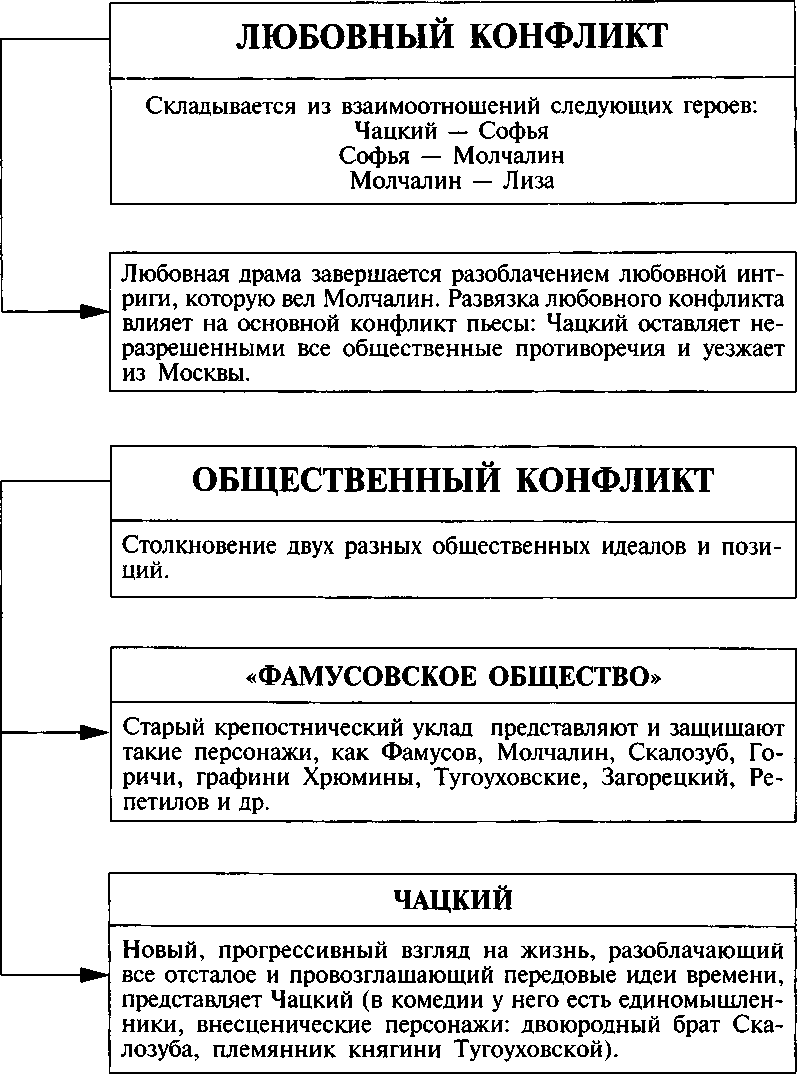 ЛЮБОВНЫЙ КОНФЛИКТ
Складывается из взаимоотношений следующих героев:
Чацкий — Софья
Софья — Молчалин
Молчалин — Лиза
Любовная драма завершается разоблачением любовной инт-
риги, которую вел Молчалин. Развязка любовного конфликта
влияет на основной конфликт пьесы: Чацкий оставляет не-
разрешенными все общественные противоречия и уезжает
из Москвы.
ОБЩЕСТВЕННЫЙ КОНФЛИКТ
Столкновение двух разных общественных идеалов и пози-
ций.
«ФАМУСОВСКОЕ ОБЩЕСТВО»
Старый крепостнический уклад представляют и защищают
такие персонажи, как Фамусов, Молчалин, Скалозуб, Го-
ричи, графини Хрюмины, Тугоуховские, Загорецкий, Ре-
петилов и др.
ЧАЦКИЙ
Новый, прогрессивный взгляд на жизнь, разоблачающий
все отсталое и провозглашающий передовые идеи времени,
представляет Чацкий (в комедии у него есть единомышлен-
ники, внесценические персонажи: двоюродный брат Ска-
лозуба, племянник княгини Тугоуховской).